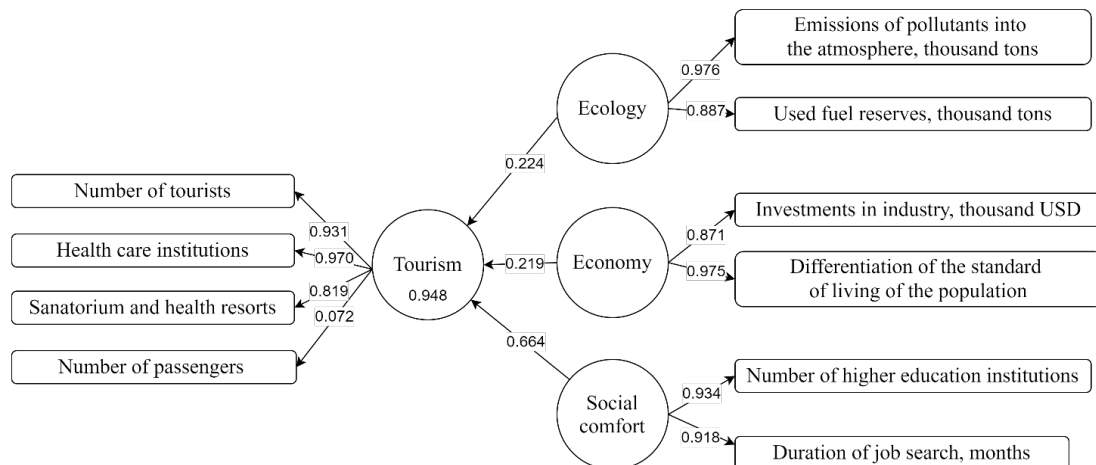 Emissions of pollutants into
the atmosphere, thousand tons
0.976
Ecology
0.887
Used fuel reserves, thousand tons
0.224
Number of tourists
0.931
Health care institutions
0.970
Sanatorium and health resorts
0.819
0.072
Number of passengers
Tourism
0.948
0.219
Economy
Investments in industry, thousand USD
0.871
0.975
Differentiation of the standard
of living of the population
0.664
Social
comfort
Number of higher education institutions
0.934
0.918
Duration of job search, months